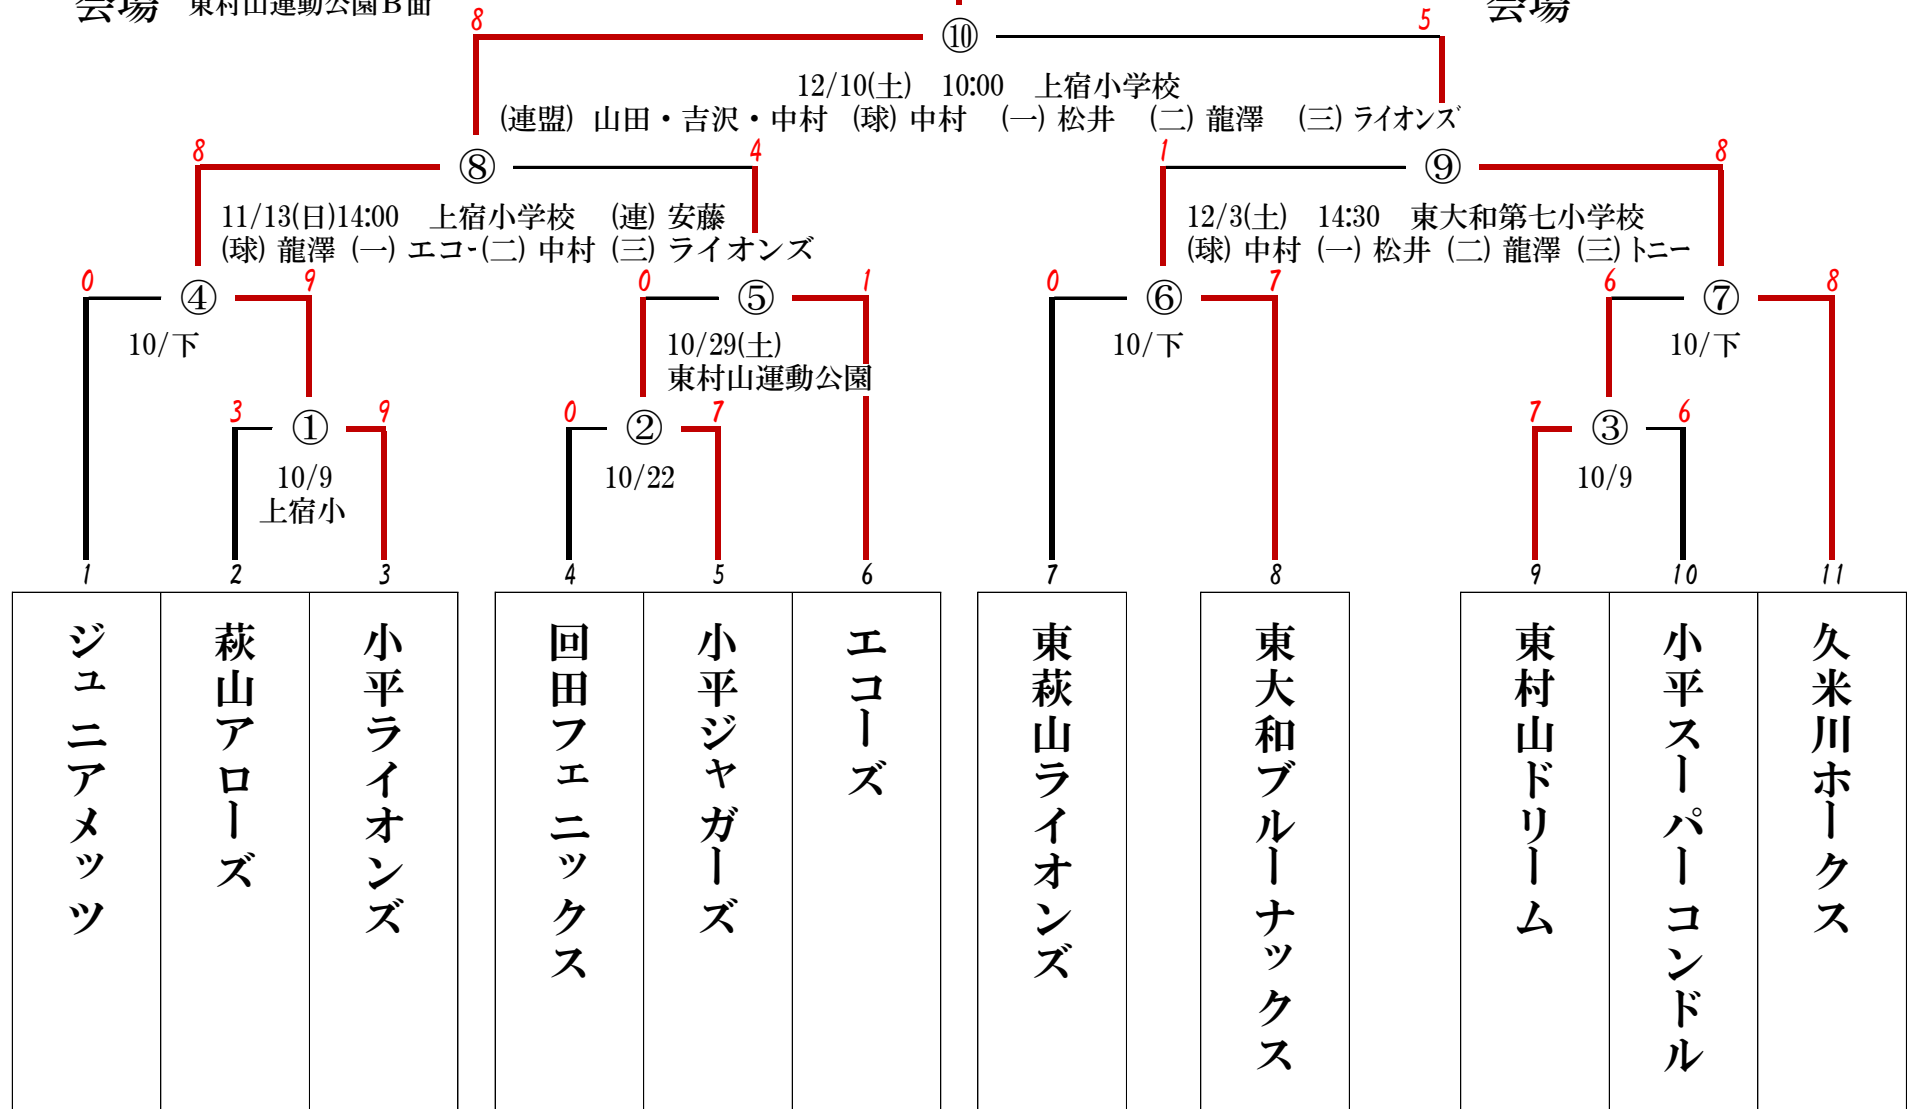 会場 東村山運動公園B面 会場
8 ⑩ 5
12/10(土) 10:00 上宿小学校
(連盟) 山田・吉沢・中村 (球) 中村 (一) 松井 (二) 龍澤 (三) ライオンズ
8 ⑧ 4 1 ⑨ 8
11/13(日)14:00 上宿小学校 (連) 安藤
(球) 龍澤 (一) エコ-(二) 中村 (三) ライオンズ
12/3(土) 14:30 東大和第七小学校
(球) 中村 (一) 松井 (二) 龍澤 (三) トニー
0 ④ 9 0 ⑤ 1 0 ⑥ 7 6 ⑦ 8
10/下
10/29(土)
東村山運動公園
10/下
10/下
3 ① 9 0 ② 7 7 ③ 6
10/9
上宿小
10/22
10/9
1 2 3 4 5 6 7 8 9 10 11
ジュニアメッツ
萩山アローズ
小平ライオンズ
回田フェニックス
小平ジャガーズ
エコーズ
東萩山ライオンズ
東大和ブルーナックス
東村山ドリーム
小平スーパーコンドル
久米川ホークス